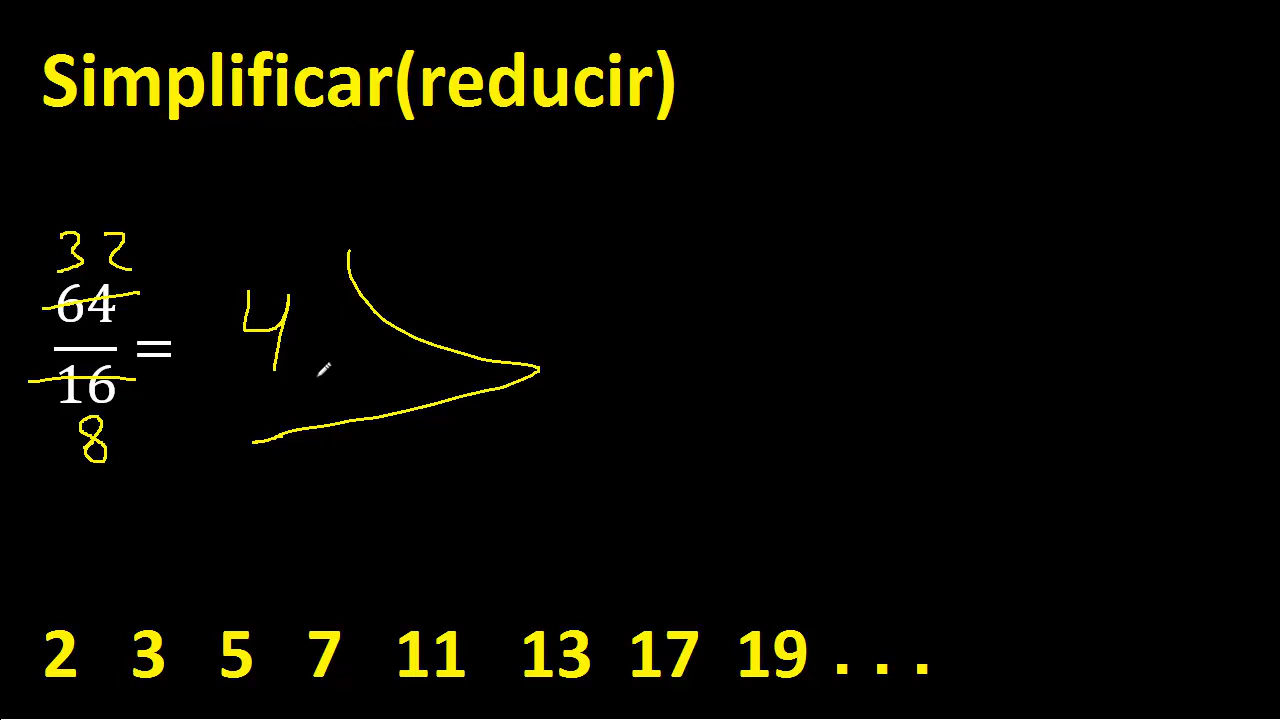 Simplificar(reducir)
32
64
16
8
= 4
2 3 5 7 11 13 17 19 . . .